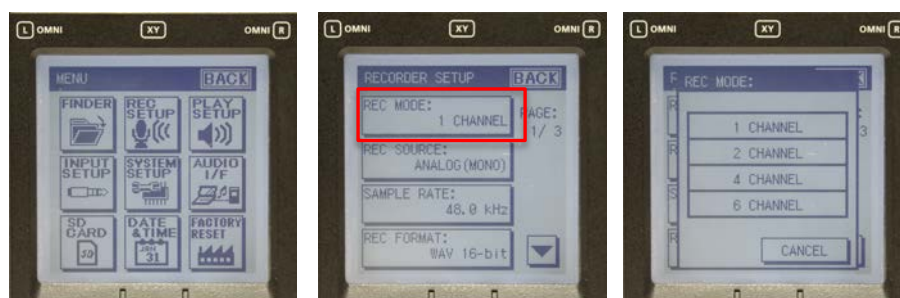 L OMNI XY OMNI R
MENU BACK
FINDER REC SETUP PLAY SETUP
INPUT SETUP SYSTEM SETUP AUDIO I/F
SD CARD DATE & TIME FACTORY RESET
SD JAN 31
L OMNI XY OMNI R
RECORDER SETUP BACK
REC MODE: PAGE:
1 CHANNEL 1/ 3
REC SOURCE:
ANALOG(MONO)
SAMPLE RATE:
48.0 kHz
REC FORMAT:
WAV 16-bit
L OMNI XY OMNI R
REC MODE:
1 CHANNEL
2 CHANNEL
4 CHANNEL
6 CHANNEL
CANCEL